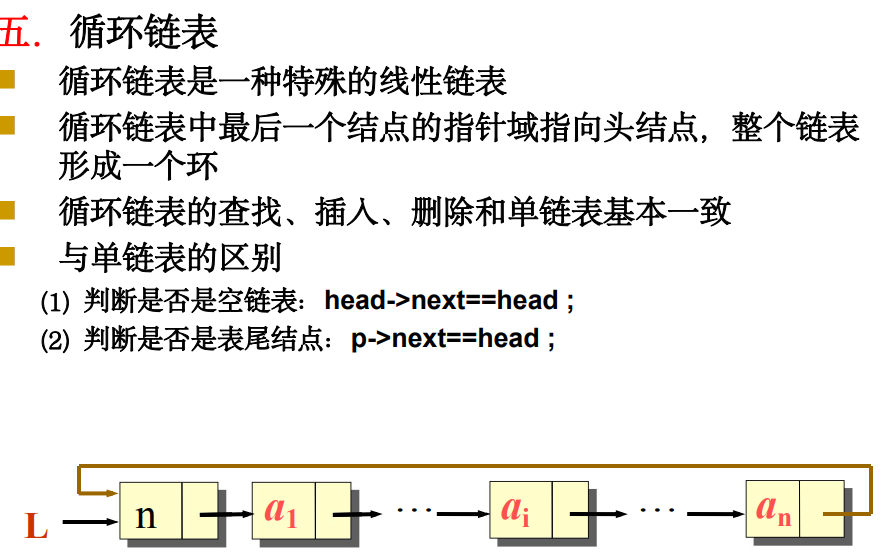 五. 循环链表
循环链表是一种特殊的线性链表
循环链表中最后一个结点的指针域指向头结点，整个链表
形成一个环
循环链表的查找、插入、删除和单链表基本一致
与单链表的区别
(1) 判断是否是空链表：head->next==head ;
(2) 判断是否是表尾结点：p->next==head ;
L n a1 ··· ai ··· an